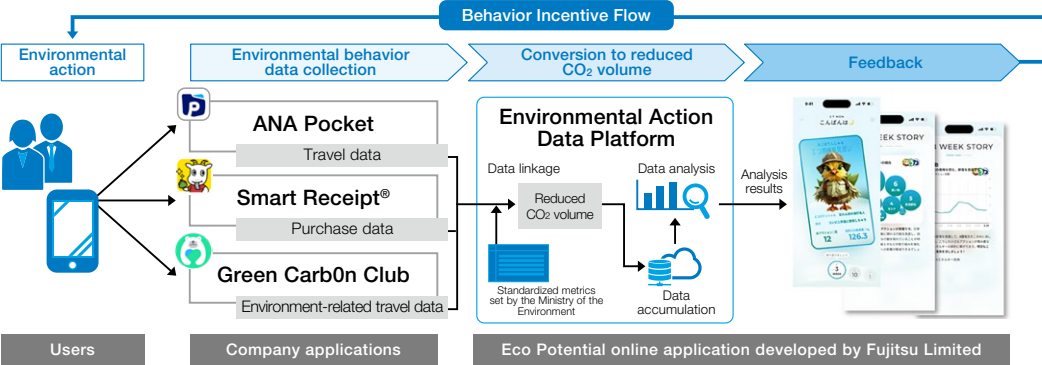 Behavior Incentive Flow
Environmental
action
Environmental behavior
data collection
Conversion to reduced
CO₂ volume
Feedback
ANA Pocket
Travel data
Smart Receipt®
Purchase data
Green Carb0n Club
Environment-related travel data
Environmental Action
Data Platform
Data linkage
Reduced
CO₂ volume
Standardized metrics
set by the Ministry of the
Environment
Data analysis
Data
accumulation
Analysis
results
こんばんは
12
126.3
WEEK STORY
WEEK STORY
Users
Company applications
Eco Potential online application developed by Fujitsu Limited